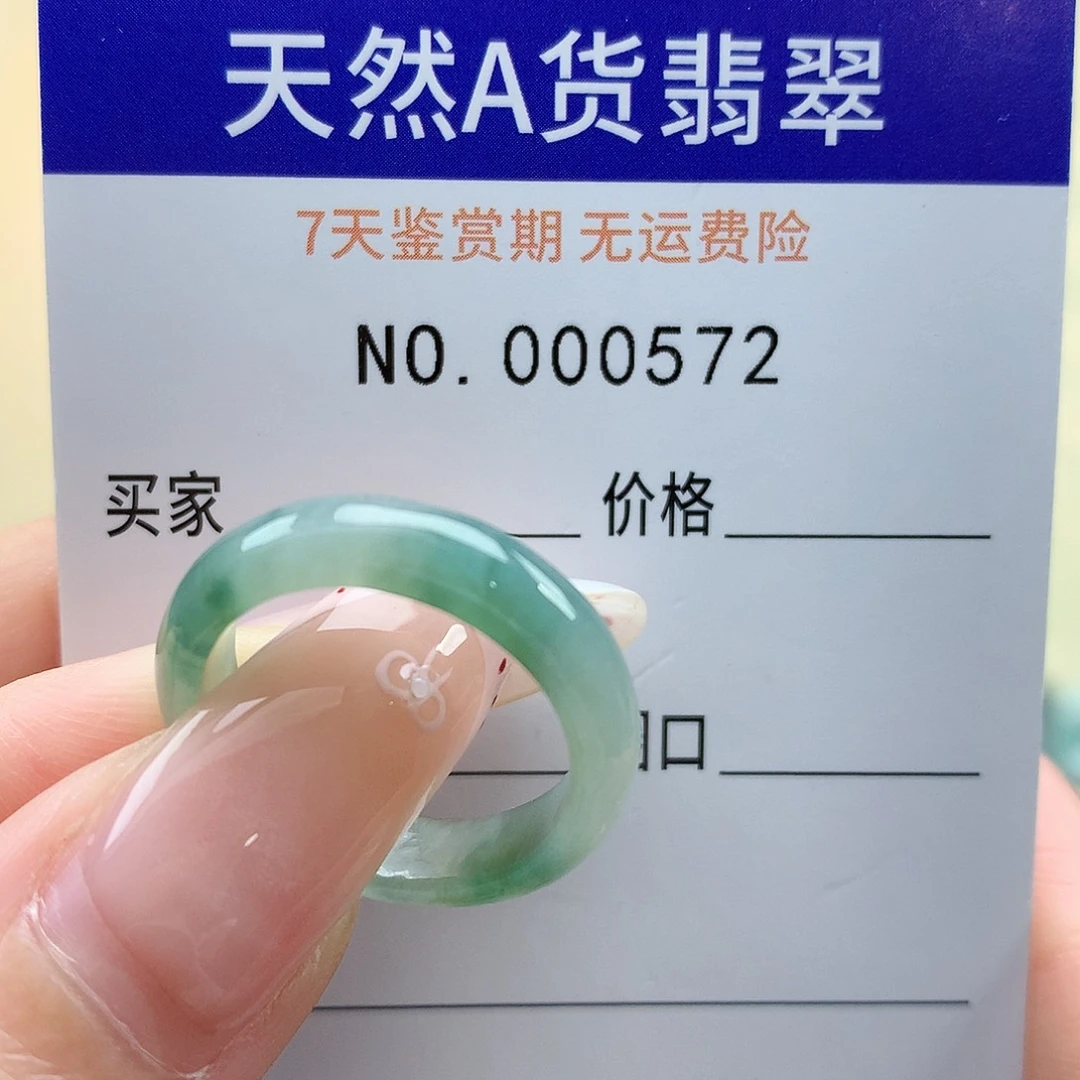 天然A货翡翠
7天鉴赏期 无运费险
NO.000572
买家 价格
口